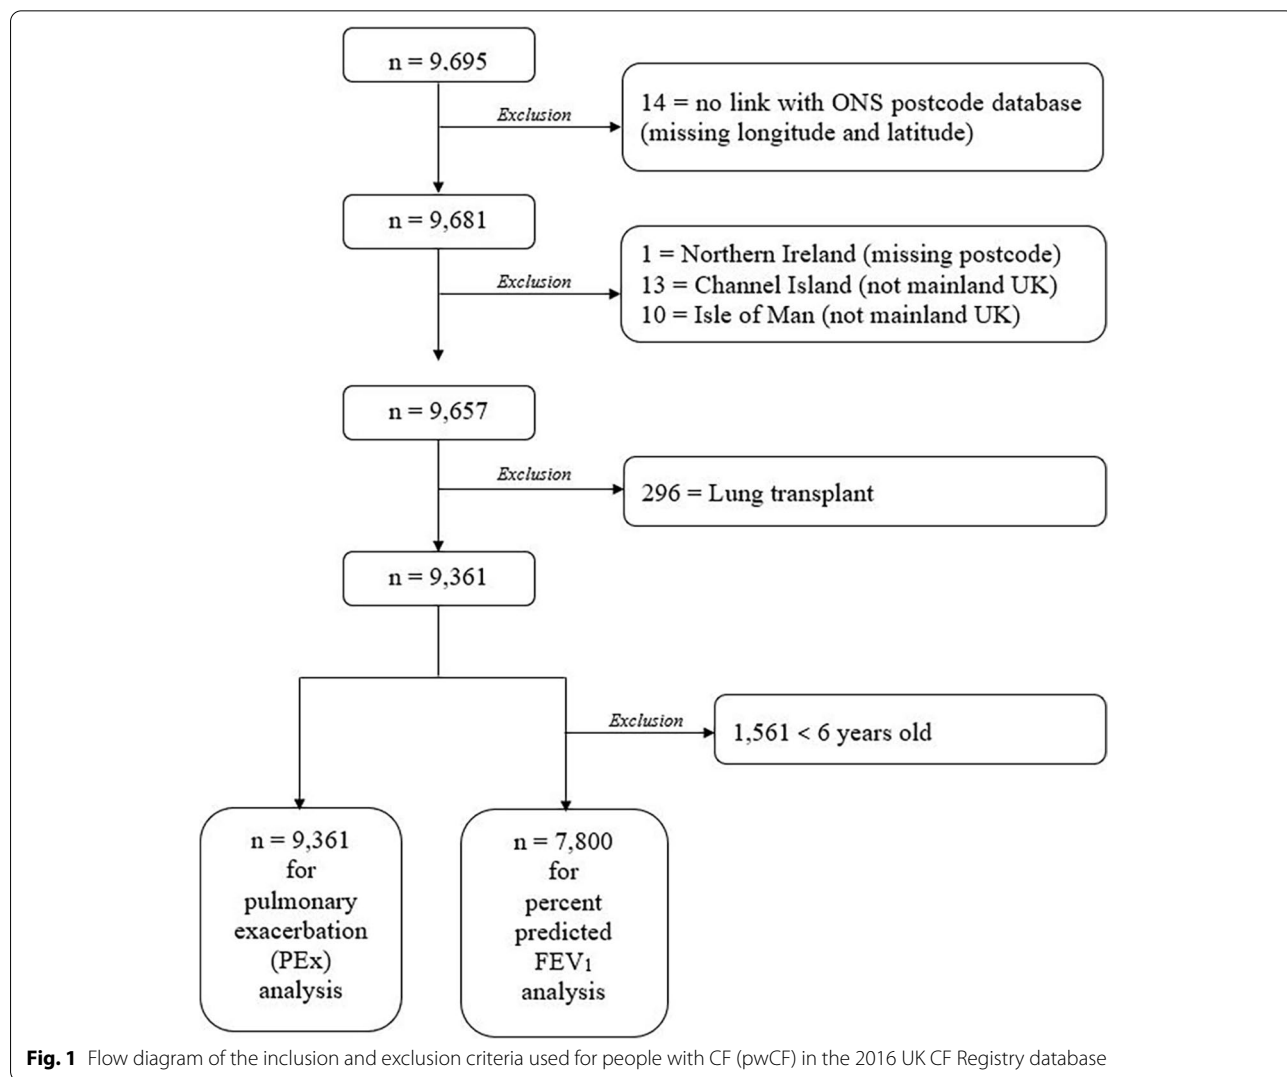 n = 9,695
Exclusion
14 = no link with ONS postcode database
(missing longitude and latitude)
n = 9,681
Exclusion
1 = Northern Ireland (missing postcode)
13 = Channel Island (not mainland UK)
10 = Isle of Man (not mainland UK)
n = 9,657
Exclusion
296 = Lung transplant
n = 9,361
Exclusion
1,561 < 6 years old
n = 9,361
for
pulmonary
exacerbation
(PEx)
analysis
n = 7,800
for
percent
predicted
FEV1
analysis
Fig. 1 Flow diagram of the inclusion and exclusion criteria used for people with CF (pwCF) in the 2016 UK CF Registry database